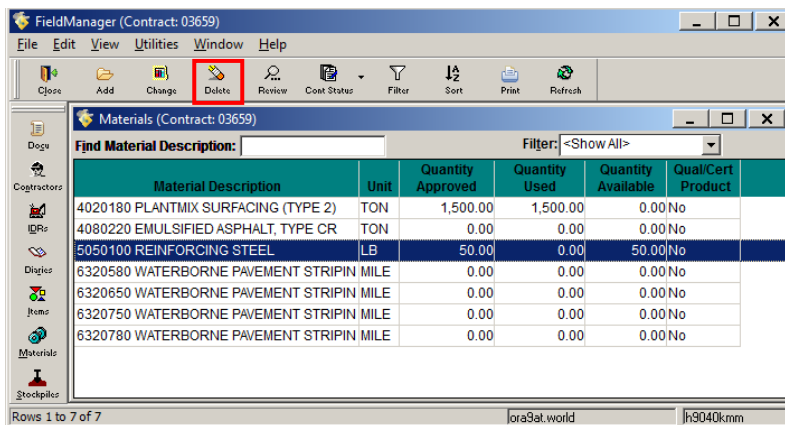 FieldManager (Contract: 03659)
File Edit View Utilities Window Help
Close Add Change Delete Review Cont Status Filter Sort Print Refresh
Materials (Contract: 03659)
Find Material Description: Filter: <Show All>
Material Description Unit Quantity Approved Quantity Used Quantity Available Qual/Cert Product
4020180 PLANTMIX SURFACING (TYPE 2) TON 1,500.00 1,500.00 0.00 No
4080220 EMULSIFIED ASPHALT, TYPE CR TON 0.00 0.00 0.00 No
5050100 REINFORCING STEEL LB 50.00 0.00 50.00 No
6320580 WATERBORNE PAVEMENT STRIPIN MILE 0.00 0.00 0.00 No
6320650 WATERBORNE PAVEMENT STRIPIN MILE 0.00 0.00 0.00 No
6320750 WATERBORNE PAVEMENT STRIPIN MILE 0.00 0.00 0.00 No
6320780 WATERBORNE PAVEMENT STRIPIN MILE 0.00 0.00 0.00 No
Docu
Contractors
IDRs
Diaries
Items
Materials
Stockpiles
Rows 1 to 7 of 7 ora9at.world h9040kmm